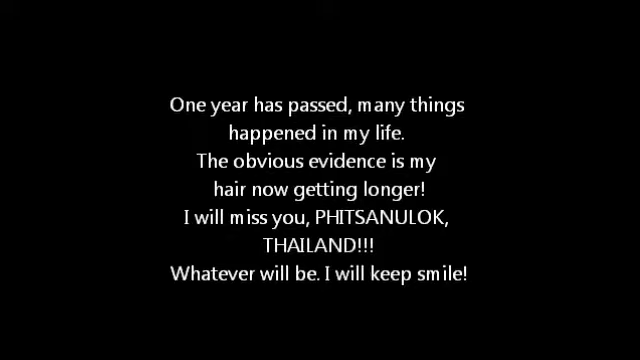 One year has passed, many things
happened in my life.
The obvious evidence is my
hair now getting longer!
I will miss you, PHITSANULOK,
THAILAND!!!
Whatever will be. I will keep smile!